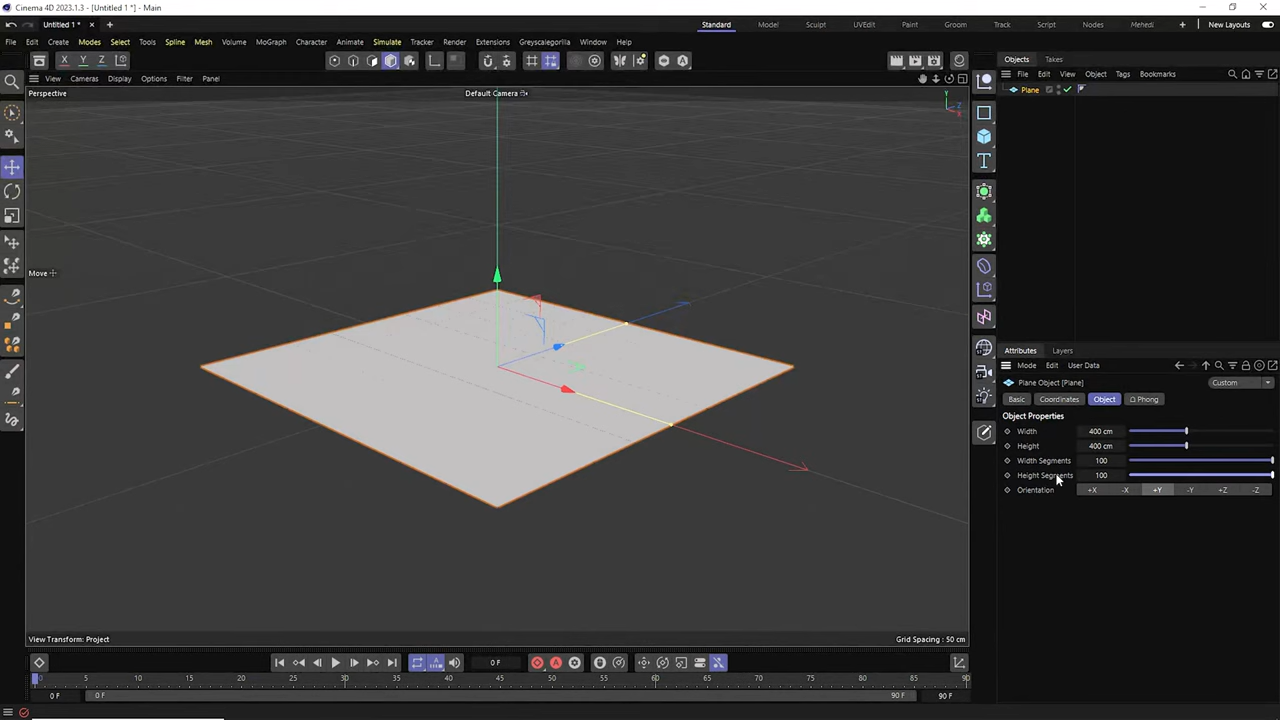 Cinema 4D 2023.1.3 - [Untitled 1 *] - Main
Untitled 1 *
Standard Model Sculpt UVEdit Paint Groom Track Script Nodes Mehedi New Layouts
File Edit Create Modes Select Tools Spline Mesh Volume MoGraph Character Animate Simulate Tracker Render Extensions Greyscalegorilla Window Help
X Y Z
Objects Takes
View Cameras Display Options Filter Panel
File Edit View Object Tags Bookmarks
Perspective
Default Camera
Plane
Y
Z
X
Move
Attributes Layers
Mode Edit User Data
Plane Object [Plane]
Custom
Basic Coordinates Object Phong
Object Properties
Width 400 cm
Height 400 cm
Width Segments 100
Height Segments 100
Orientation +X -X +Y -Y +Z -Z
View Transform: Project
Grid Spacing : 50 cm
0 F
0 5 10 15 20 25 30 35 40 45 50 55 60 65 70 75 80 85 90
0 F 0 F 90 F 90 F